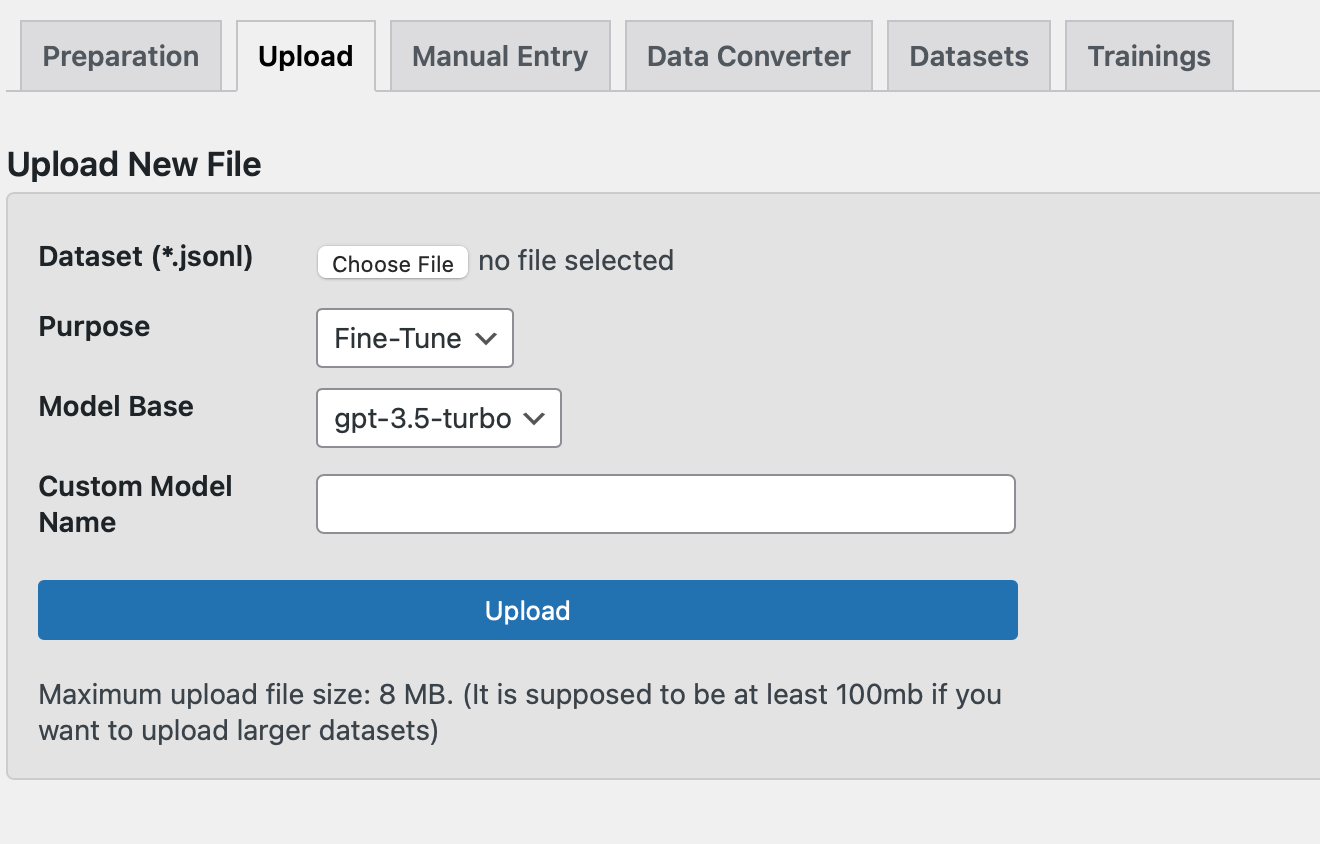 Preparation Upload Manual Entry Data Converter Datasets Trainings
Upload New File
Dataset (*.jsonl) Choose File no file selected
Purpose Fine-Tune
Model Base gpt-3.5-turbo
Custom Model
Name
Upload
Maximum upload file size: 8 MB. (It is supposed to be at least 100mb if you
want to upload larger datasets)